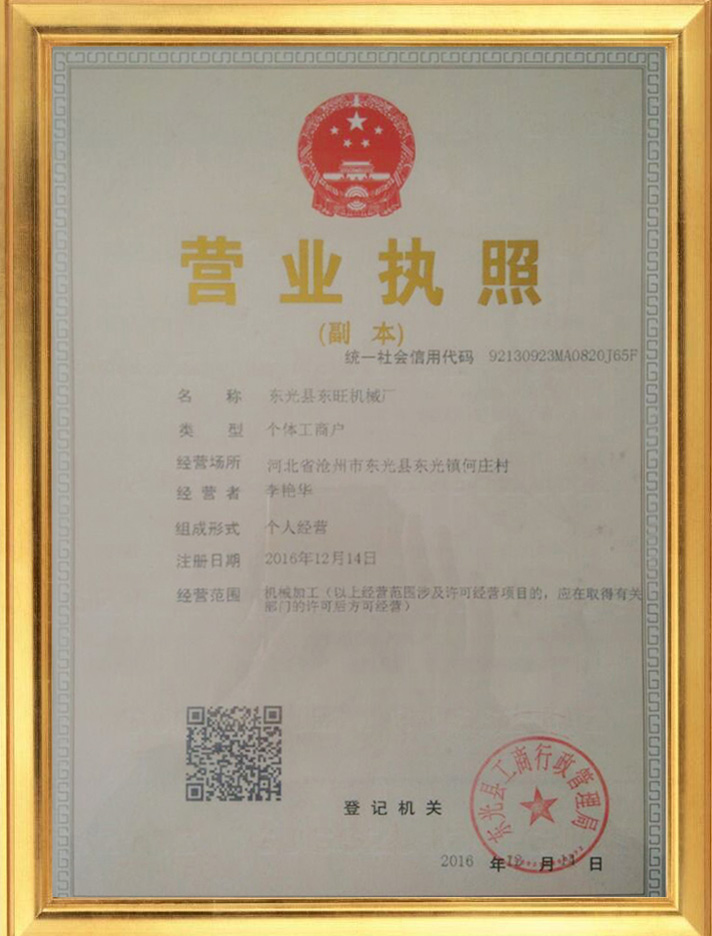 营业执照
(副 本)
统一社会信用代码 92130923MA0820J65F
名 称 东光县东旺机械厂
类 型 个体工商户
经营场所 河北省沧州市东光县东光镇何庄村
经 营 者 李艳华
组成形式 个人经营
注册日期 2016年12月14日
经营范围 机械加工（以上经营范围涉及许可经营项目的，应在取得有关
部门的许可后方可经营）
东光县工商行政管理局
登记机关
2016 年12 月 日